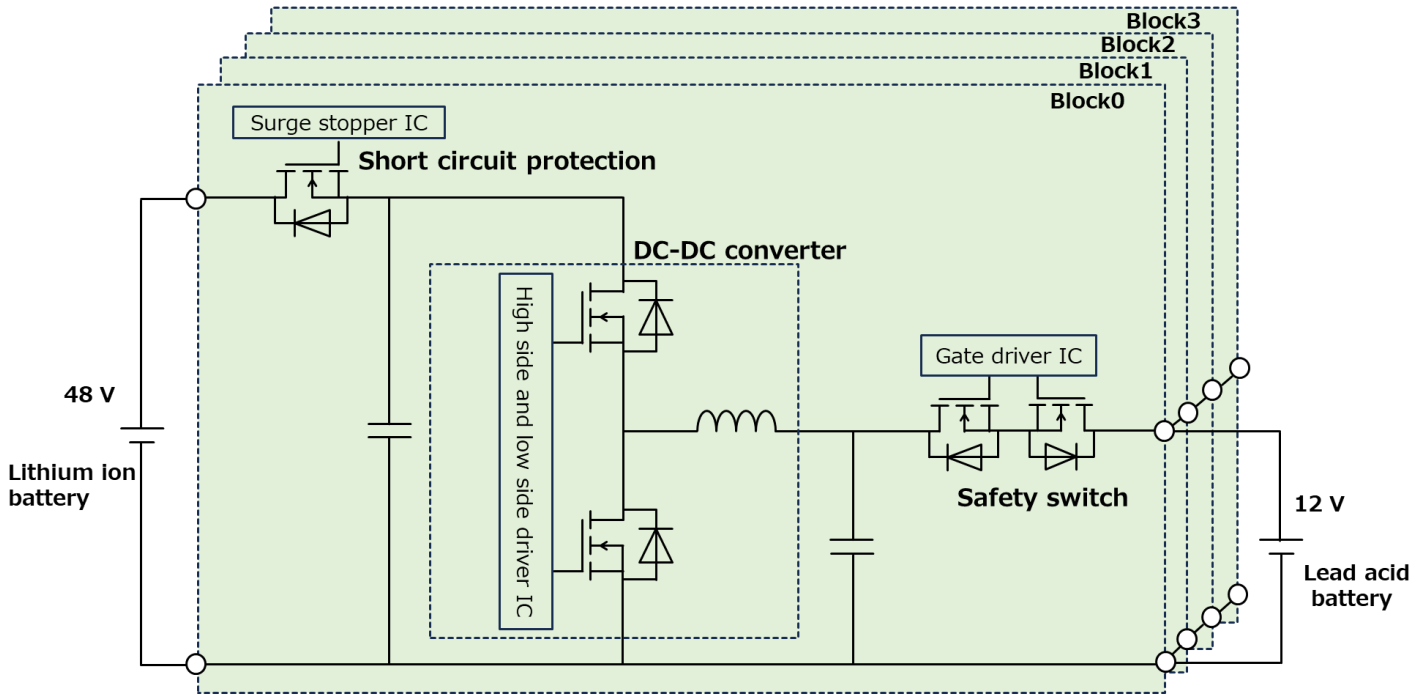 Block3
Block2
Block1
Block0
Surge stopper IC
Short circuit protection
DC-DC converter
High side and low side driver IC
Gate driver IC
48 V
Lithium ion
battery
Safety switch
12 V
Lead acid
battery